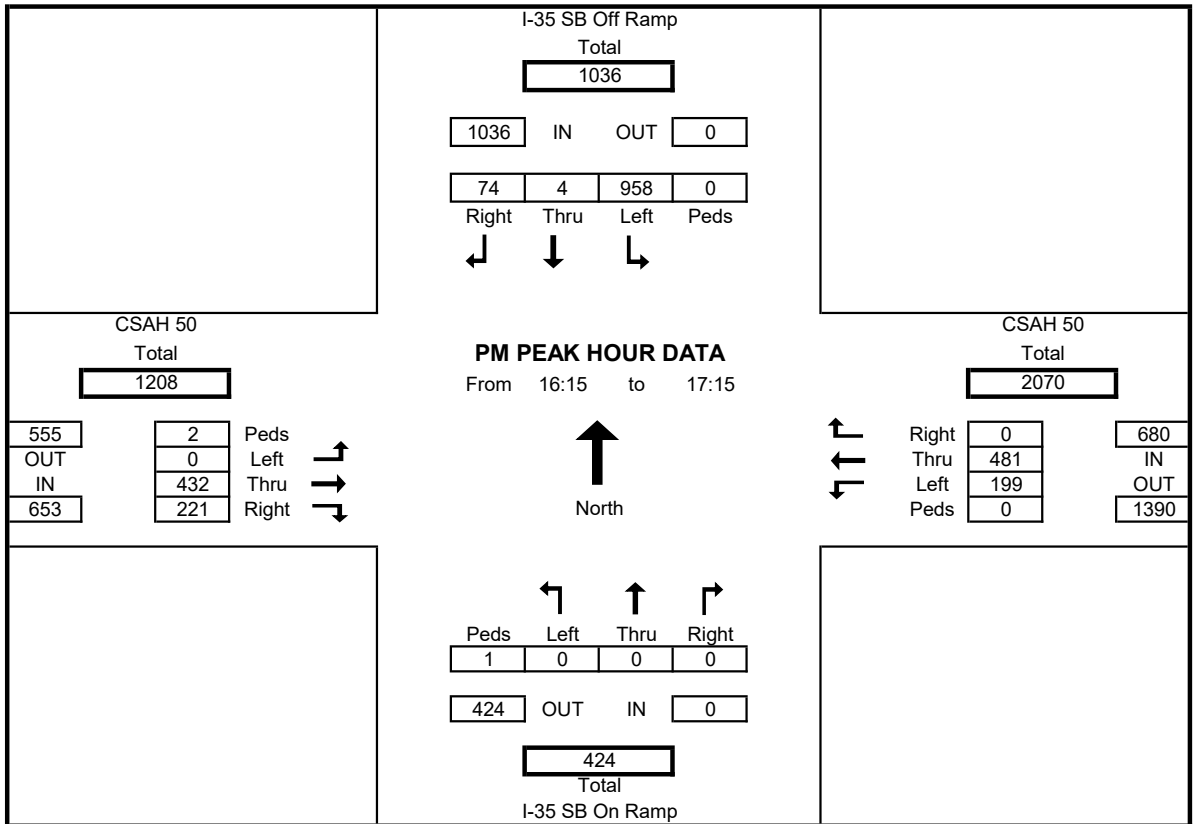 I-35 SB Off Ramp
Total
1036
1036 IN OUT 0
74 4 958 0
Right Thru Left Peds
CSAH 50
Total
1208
555 2 Peds
OUT 0 Left
IN 432 Thru
653 221 Right
PM PEAK HOUR DATA
From 16:15 to 17:15
North
CSAH 50
Total
2070
Right 0 680
Thru 481 IN
Left 199 OUT
Peds 0 1390
Peds Left Thru Right
1 0 0 0
424 OUT IN 0
424
Total
I-35 SB On Ramp